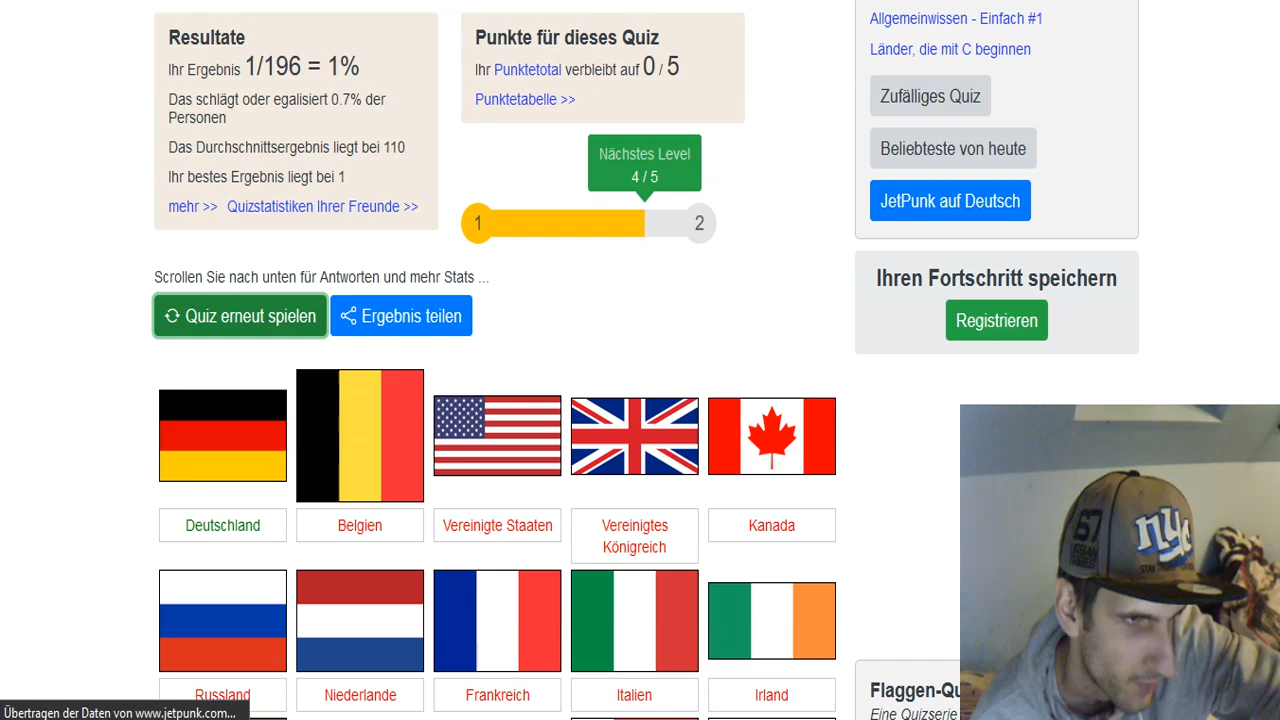 Resultate
Ihr Ergebnis 1/196 = 1%
Das schlägt oder egalisiert 0.7% der
Personen
Das Durchschnittsergebnis liegt bei 110
Ihr bestes Ergebnis liegt bei 1
mehr >> Quizstatistiken Ihrer Freunde >>
Punkte für dieses Quiz
Ihr Punktetotal verbleibt auf 0 / 5
Punktetabelle >>
Nächstes Level
4 / 5
1
2
Scrollen Sie nach unten für Antworten und mehr Stats ...
Quiz erneut spielen
Ergebnis teilen
Deutschland
Belgien
Vereinigte Staaten
Vereinigtes
Königreich
Kanada
Russland
Niederlande
Frankreich
Italien
Irland
Allgemeinwissen - Einfach #1
Länder, die mit C beginnen
Zufälliges Quiz
Beliebteste von heute
JetPunk auf Deutsch
Ihren Fortschritt speichern
Registrieren
Flaggen-Qu
Eine Quizserie
67
URBAN
nyc
Übertragen der Daten von www.jetpunk.com...